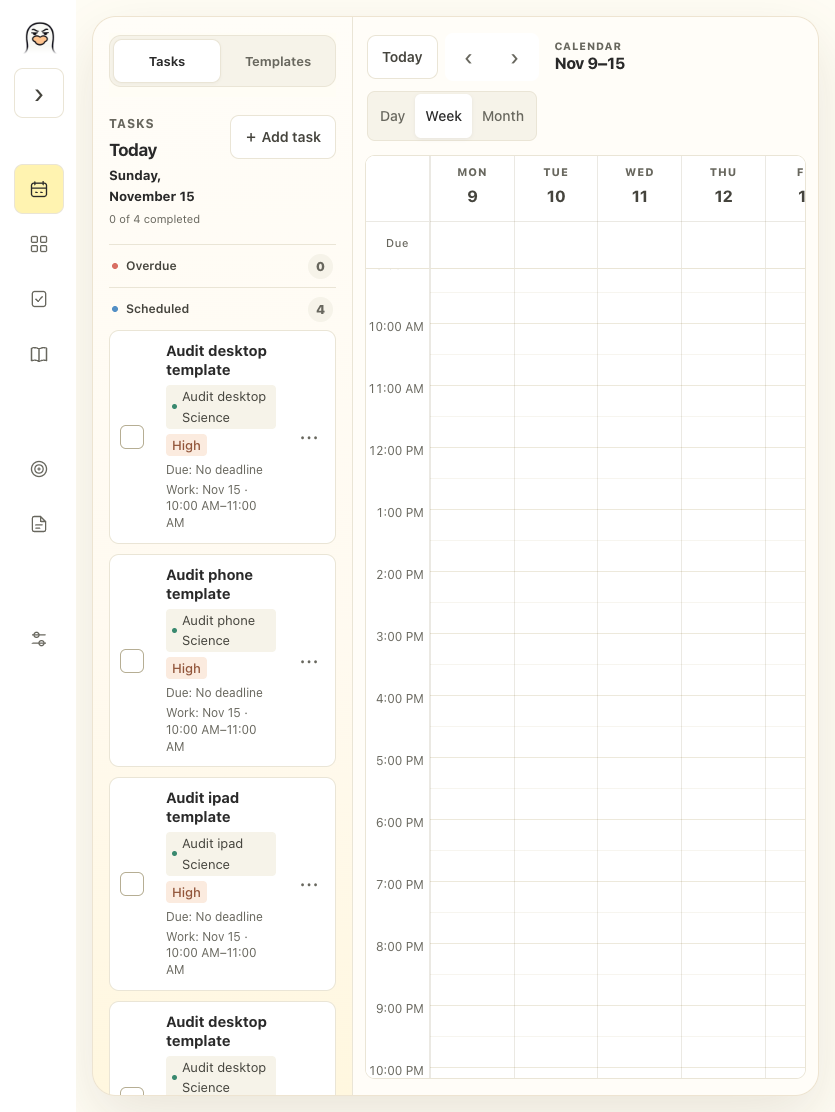 Tasks
Templates
TASKS
Today
Sunday,
November 15
0 of 4 completed
+ Add task
Overdue
0
Scheduled
4
Audit desktop
template
Audit desktop
Science
High
Due: No deadline
Work: Nov 15 ·
10:00 AM–11:00
AM
Audit phone
template
Audit phone
Science
High
Due: No deadline
Work: Nov 15 ·
10:00 AM–11:00
AM
Audit ipad
template
Audit ipad
Science
High
Due: No deadline
Work: Nov 15 ·
10:00 AM–11:00
AM
Audit desktop
template
Audit desktop
Science
Today
CALENDAR
Nov 9–15
Day
Week
Month
MON
9
TUE
10
WED
11
THU
12
F
1
Due
10:00 AM
11:00 AM
12:00 PM
1:00 PM
2:00 PM
3:00 PM
4:00 PM
5:00 PM
6:00 PM
7:00 PM
8:00 PM
9:00 PM
10:00 PM